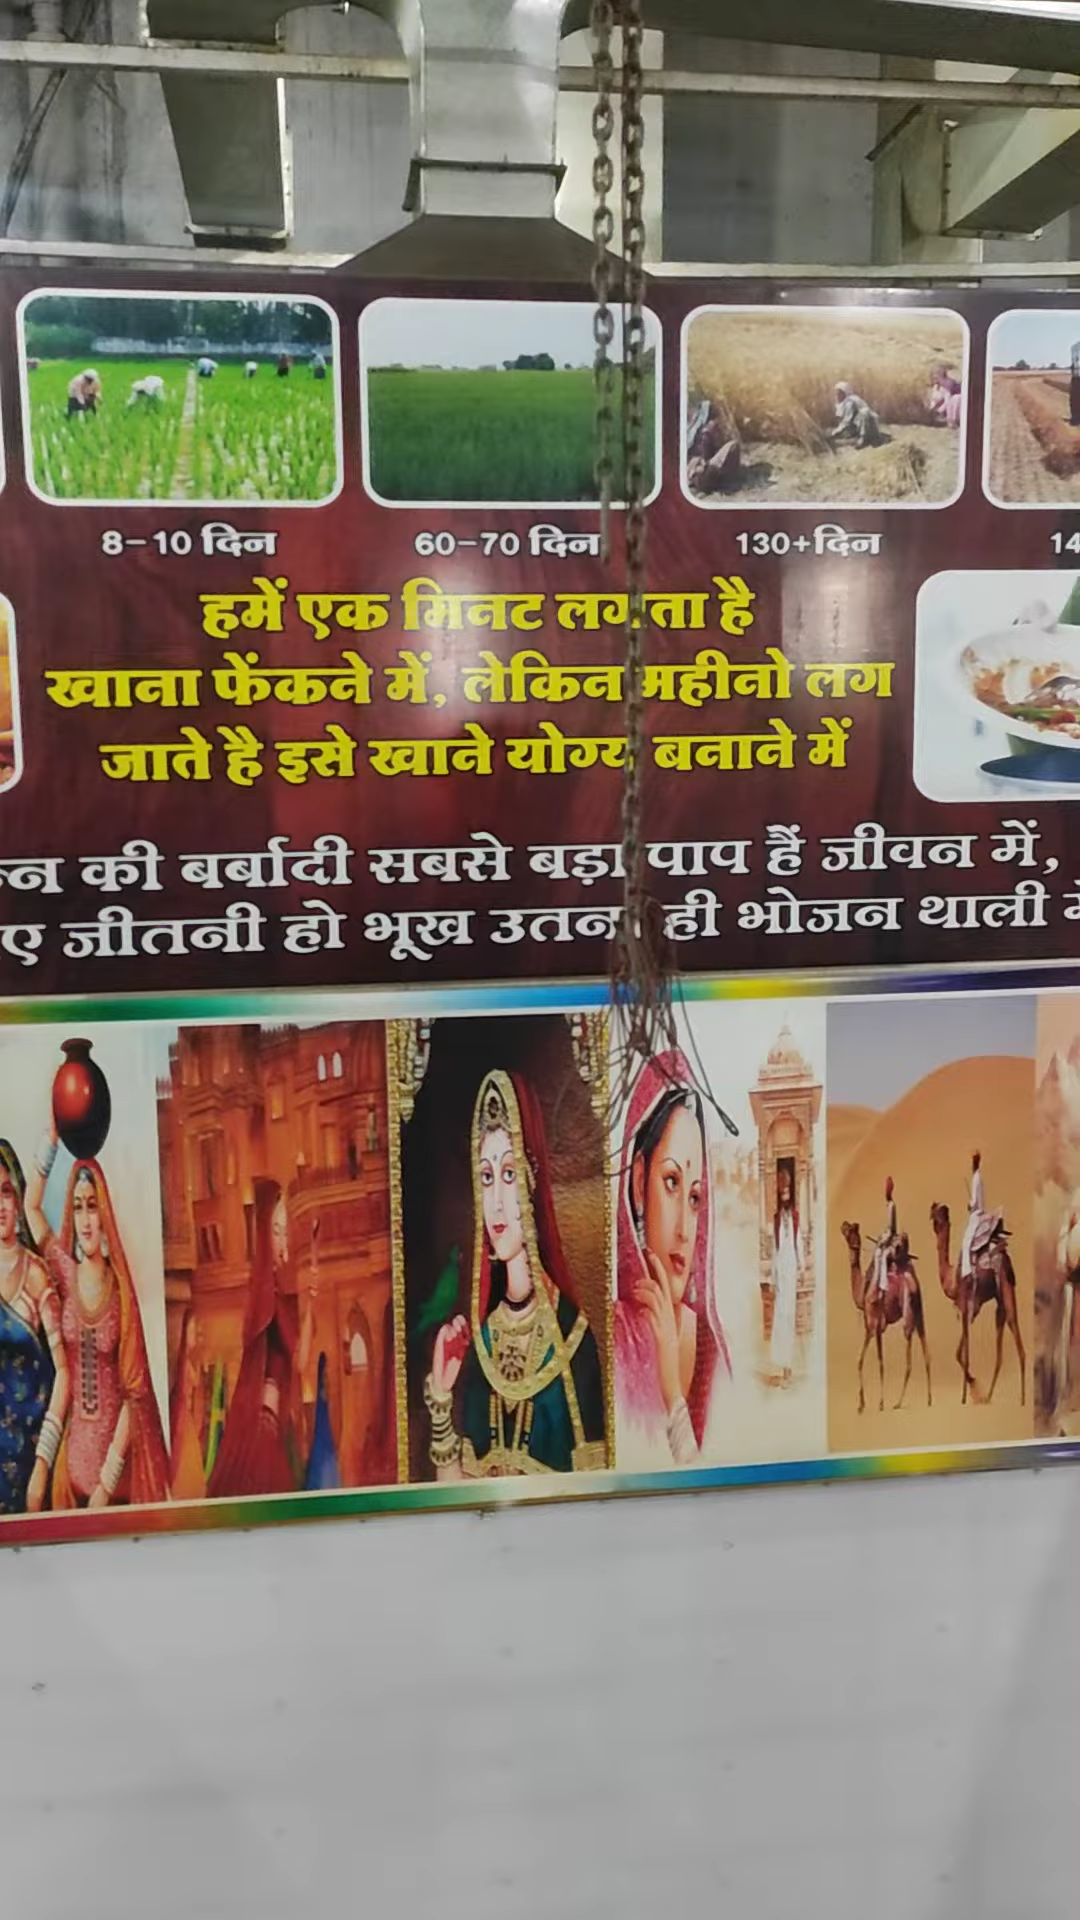 8-10 दिन
60-70 दिन
130+दिन
14
हमें एक मिनट लगता है
खाना फेंकने में, लेकिन महीनो लग
जाते है इसे खाने योग्य बनाने में
की बर्बादी सबसे बड़ा पाप हैं जीवन में,
जीतनी हो भूख उतना ही भोजन थाली